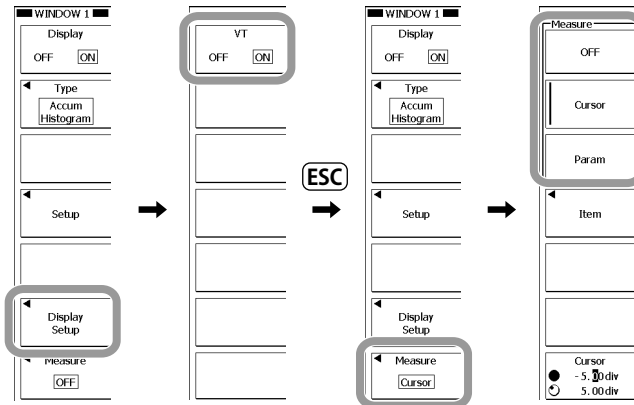 WINDOW 1
Display
OFF ON
Type
Accum
Histogram
Setup
Display
Setup
Measure
OFF
VT
OFF ON
ESC
WINDOW 1
Display
OFF ON
Type
Accum
Histogram
Setup
Display
Setup
Measure
Cursor
Measure
OFF
Cursor
Param
Item
Cursor
-5.00div
5.00div